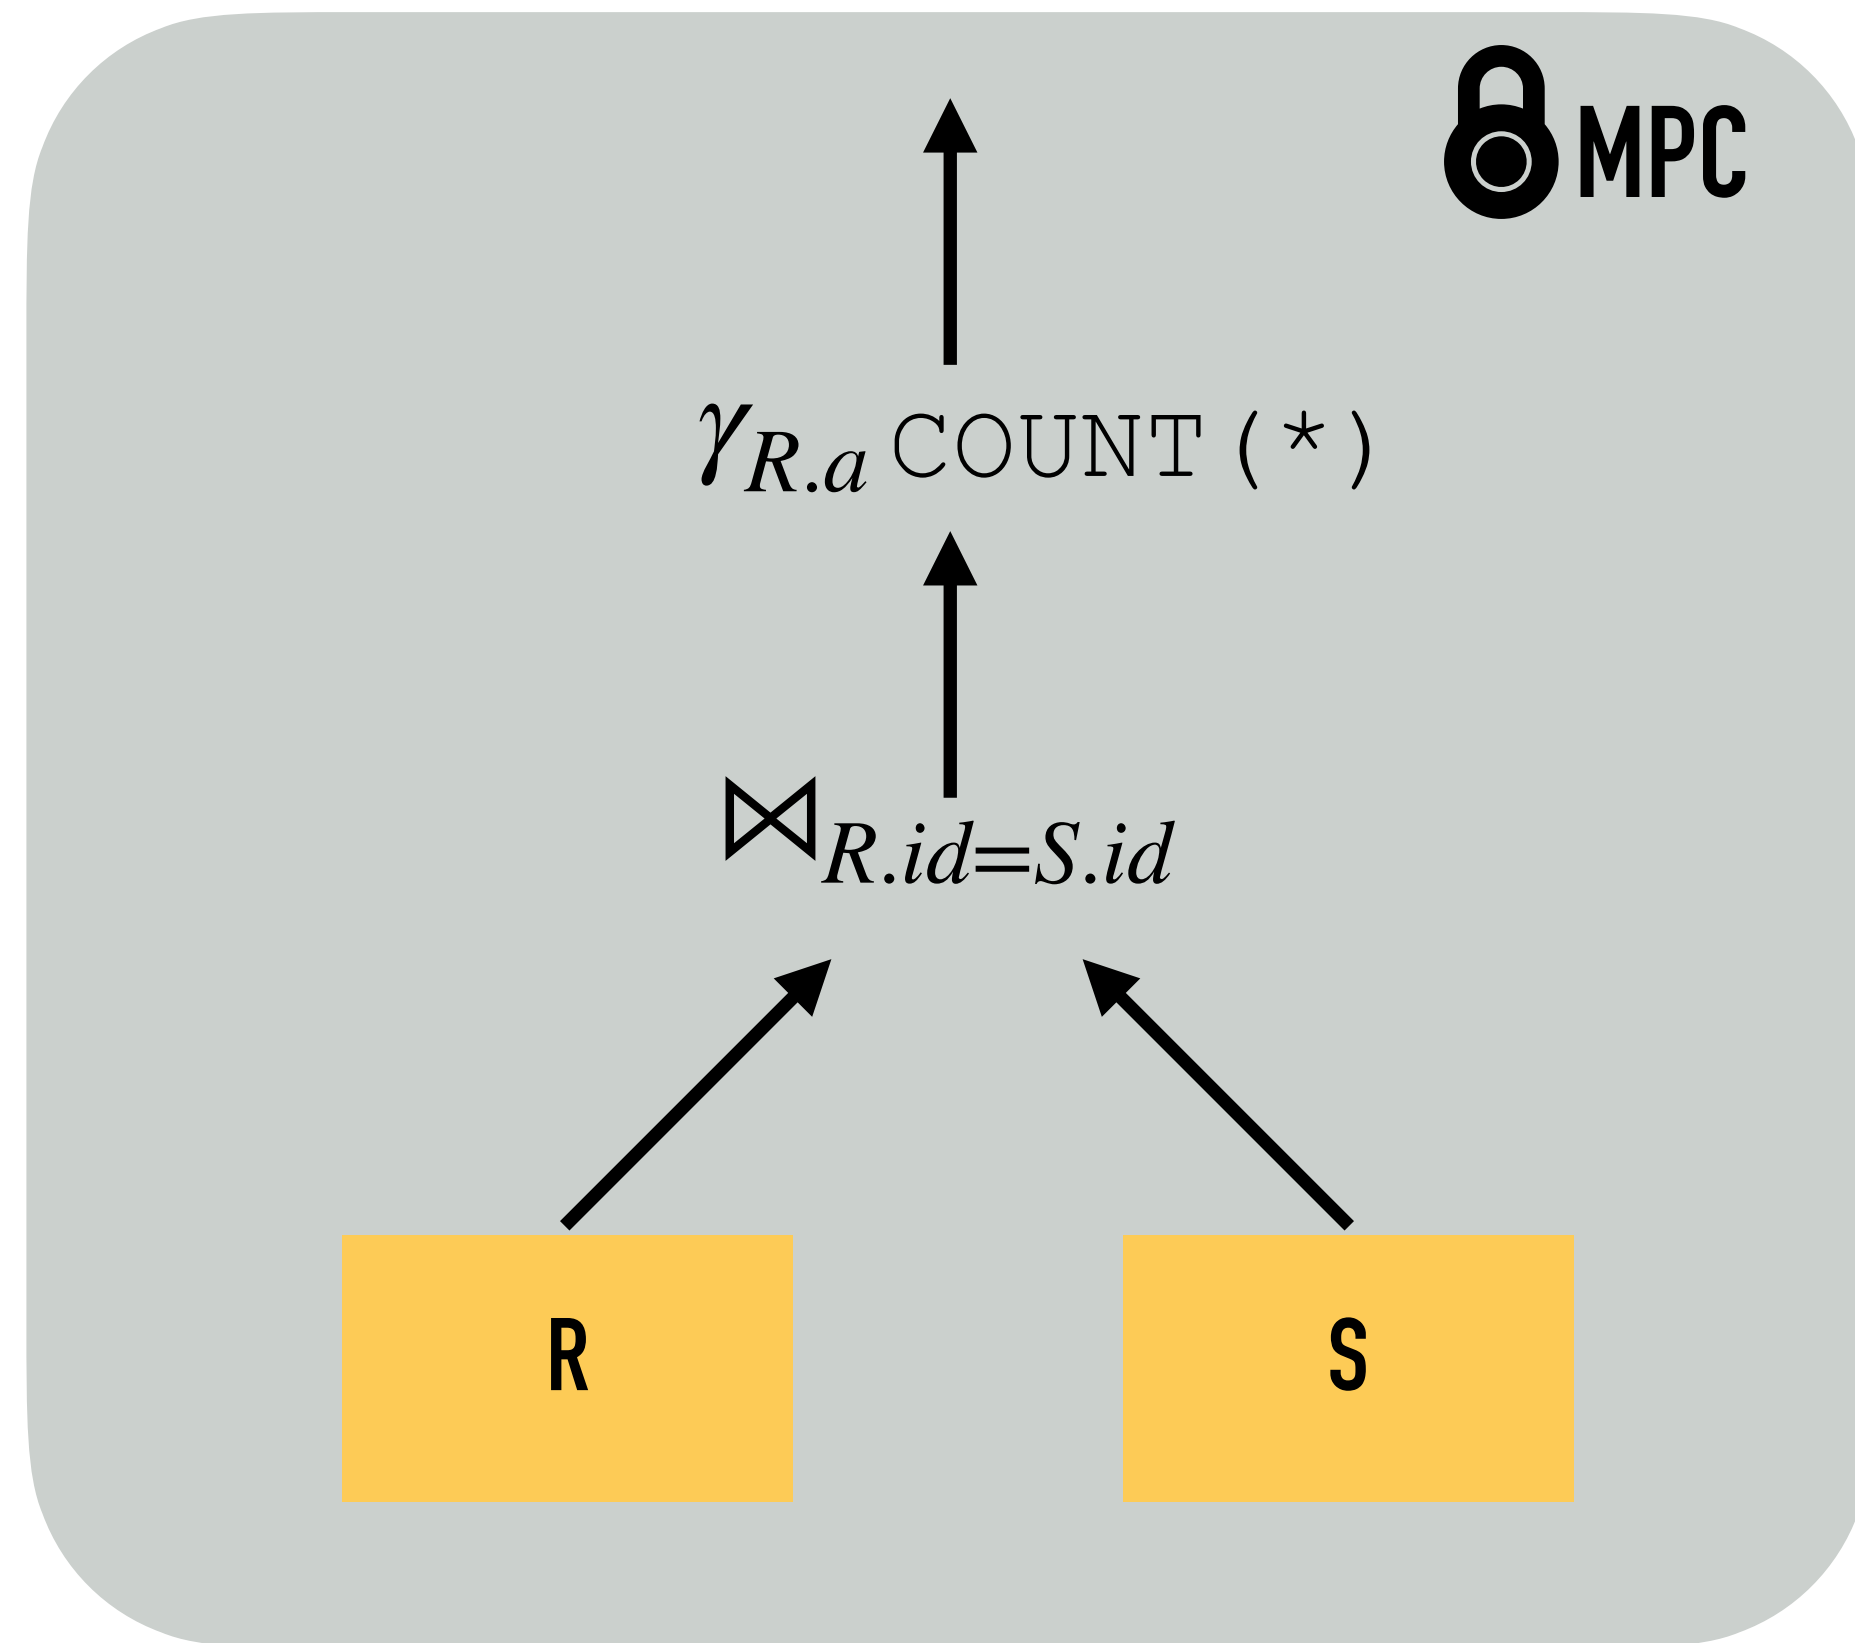 MPC
γR.a COUNT(*)
⋈R.id=S.id
R
S